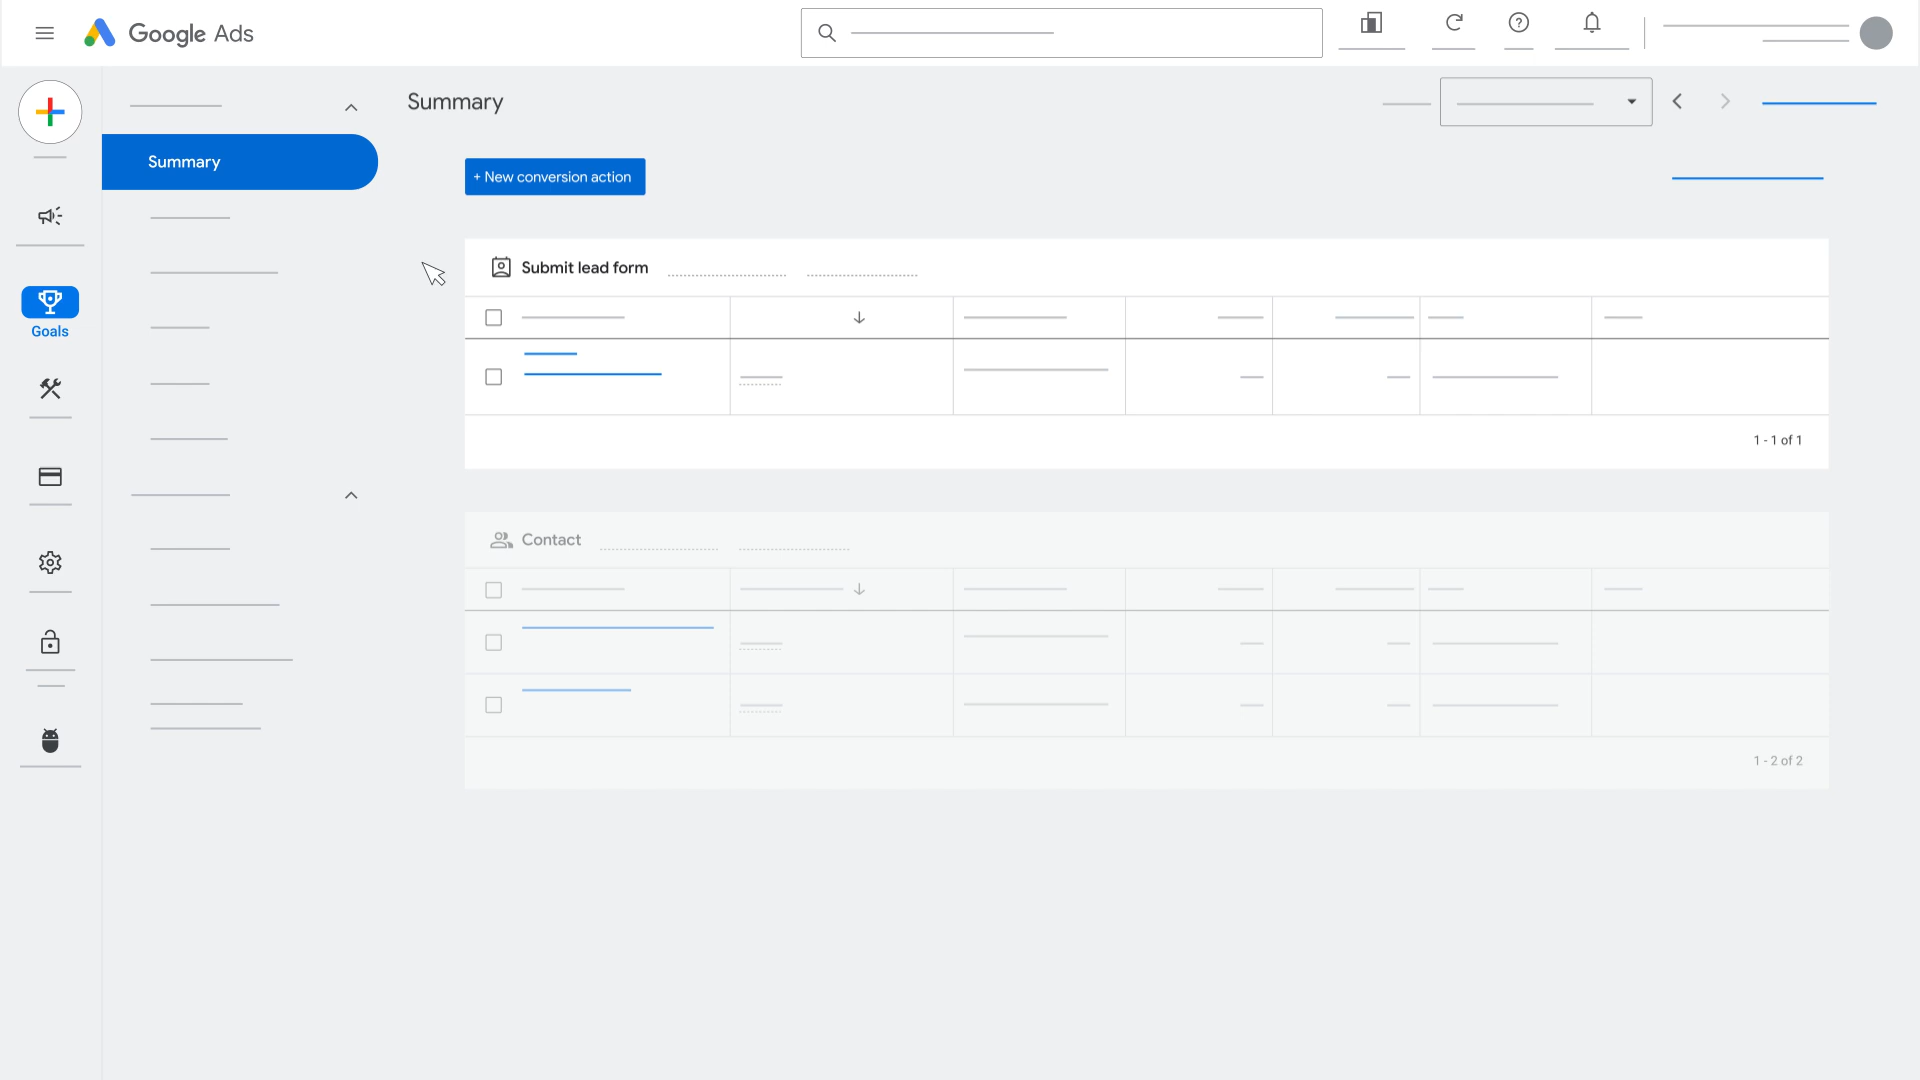 Google Ads
Summary
Summary
+ New conversion action
Submit lead form
Goals
1 - 1 of 1
Contact
1 - 2 of 2